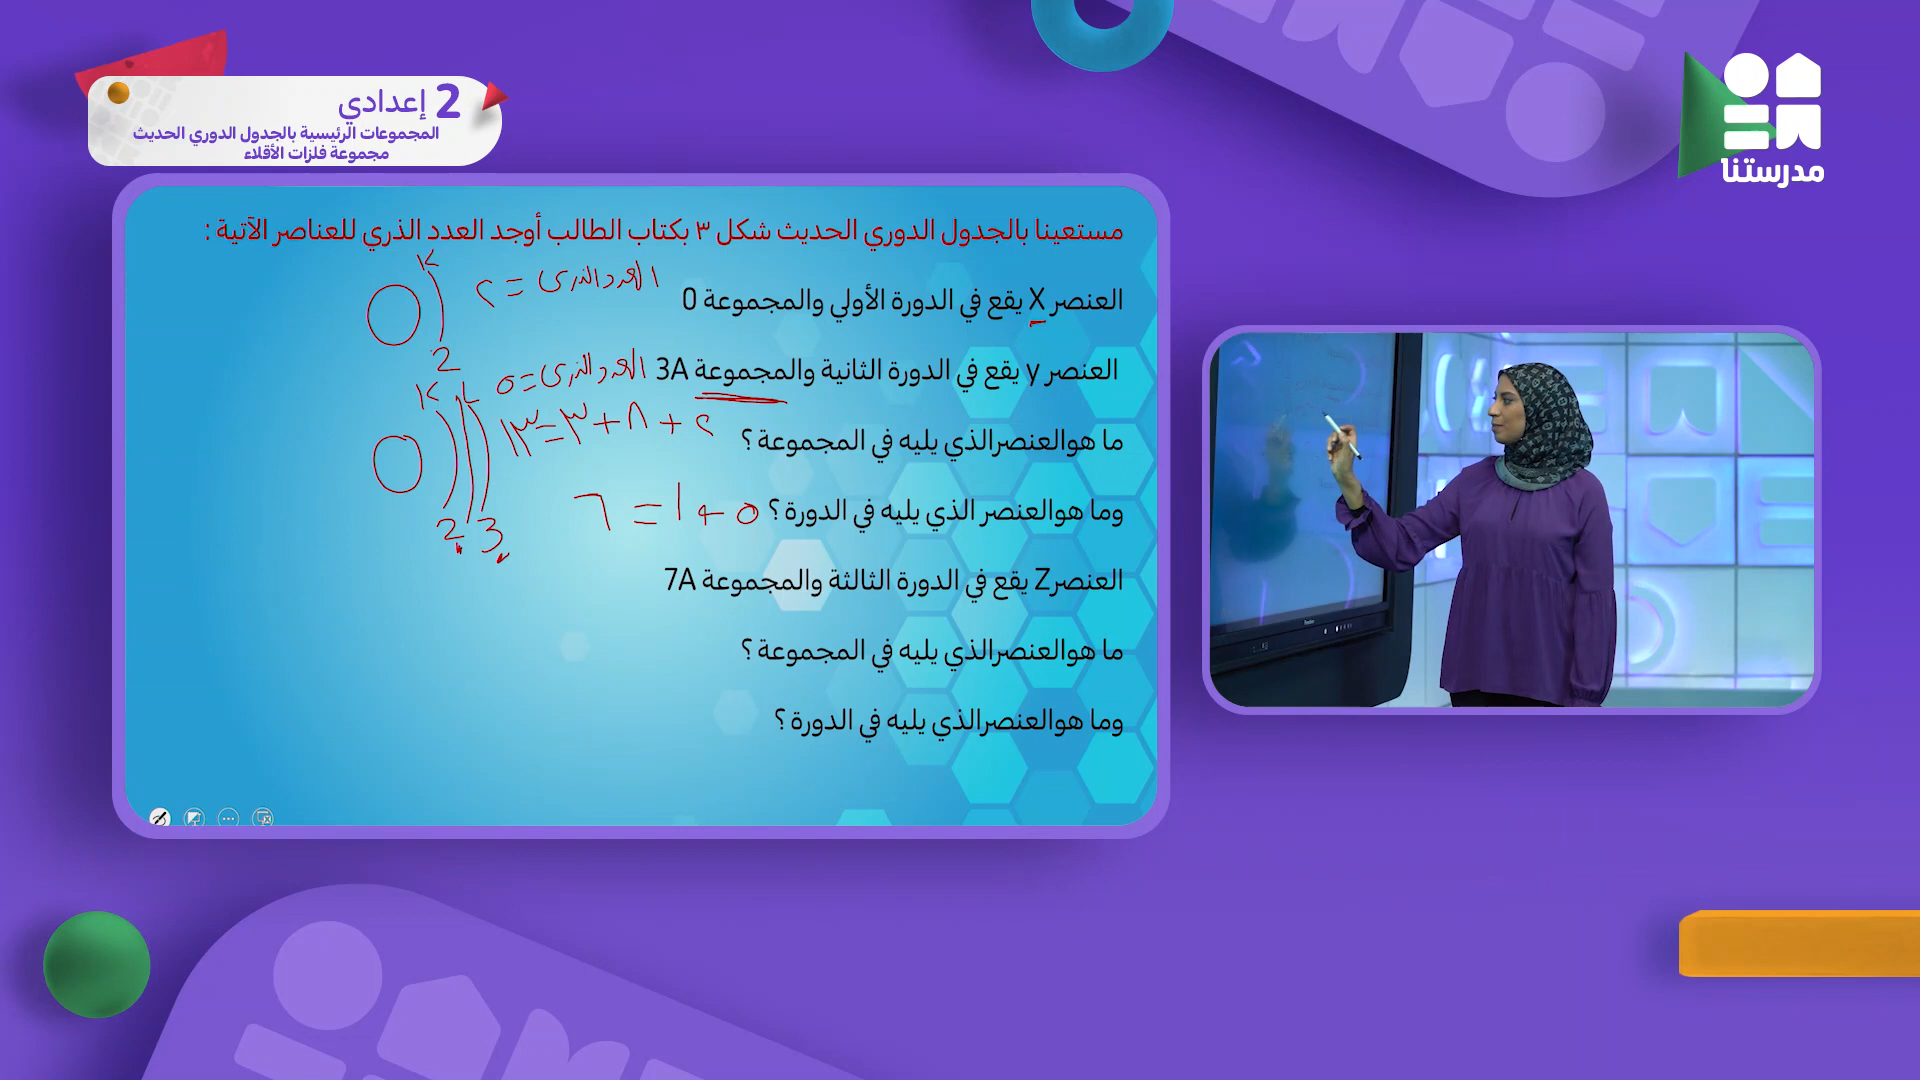 2 إعدادي
المجموعات الرئيسية بالجدول الدوري الحديث
مجموعة فلزات الأقلاء
مدرستنا
مستعينا بالجدول الدوري الحديث شكل ٣ بكتاب الطالب أوجد العدد الذري للعناصر الآتية :
العنصر X يقع في الدورة الأولي والمجموعة 0
العدد الذرى = ٢
K
2
العنصر y يقع في الدورة الثانية والمجموعة 3A
العدد الذرى = ٥
K L
2 3
ما هوالعنصرالذي يليه في المجموعة ؟
٢ + ٨ + ٣ = ١٣
وما هوالعنصر الذي يليه في الدورة ؟
٥ + ١ = ٦
العنصرZ يقع في الدورة الثالثة والمجموعة 7A
ما هوالعنصرالذي يليه في المجموعة ؟
وما هوالعنصرالذي يليه في الدورة ؟